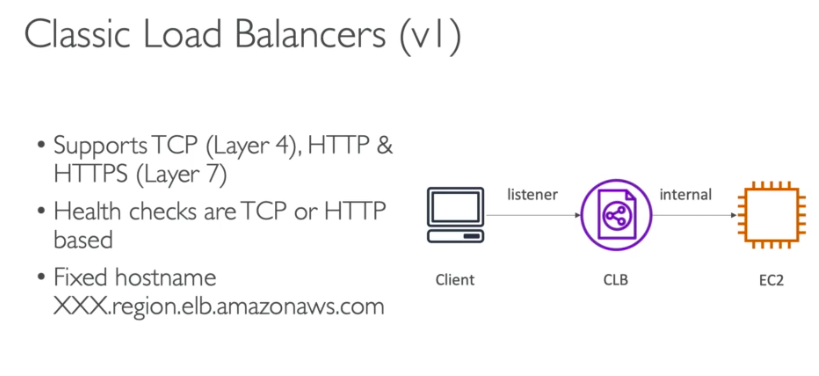 Classic Load Balancers (v1)
• Supports TCP (Layer 4), HTTP &
HTTPS (Layer 7)
• Health checks are TCP or HTTP
based
• Fixed hostname
XXX.region.elb.amazonaws.com
listener
internal
Client
CLB
EC2